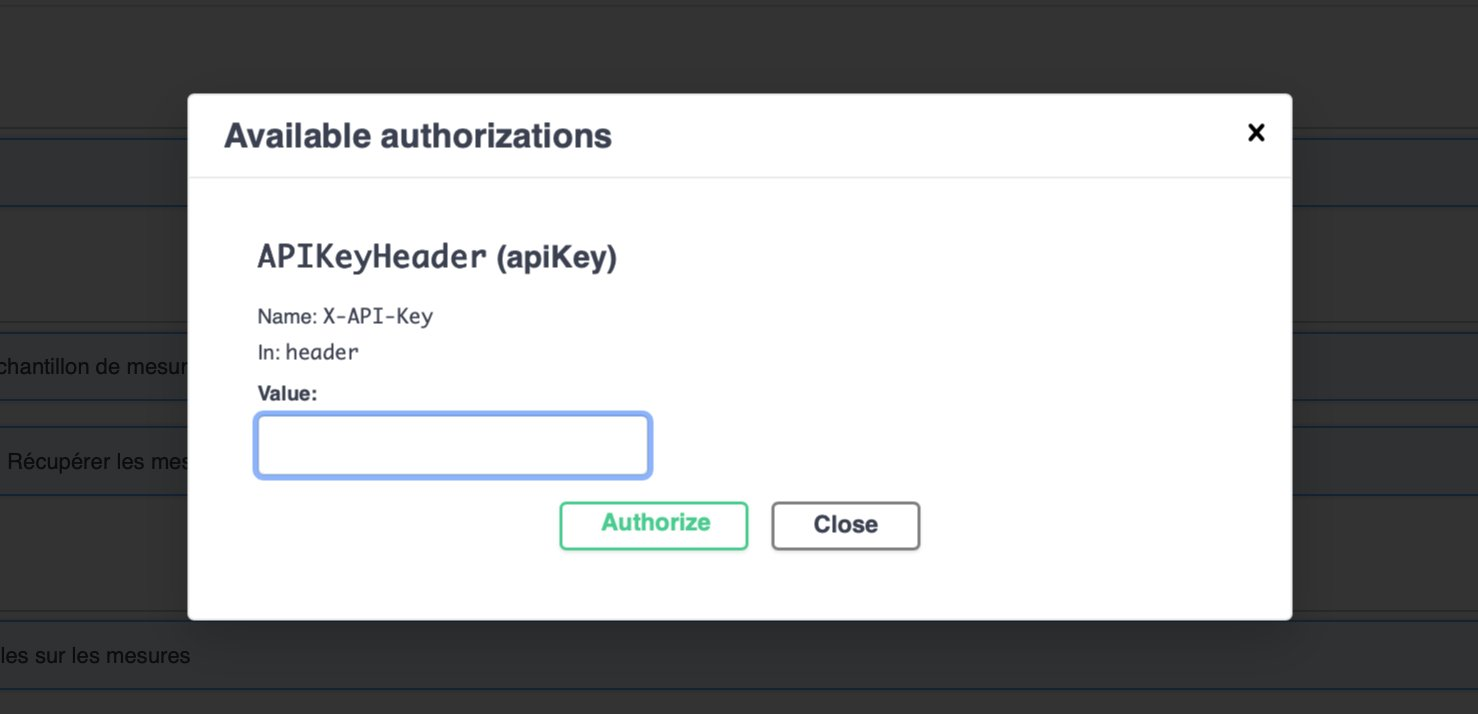 Available authorizations
APIKeyHeader (apiKey)
Name: X-API-Key
In: header
Value:
Authorize
Close
chantillon de mesur
Récupérer les mes
les sur les mesures